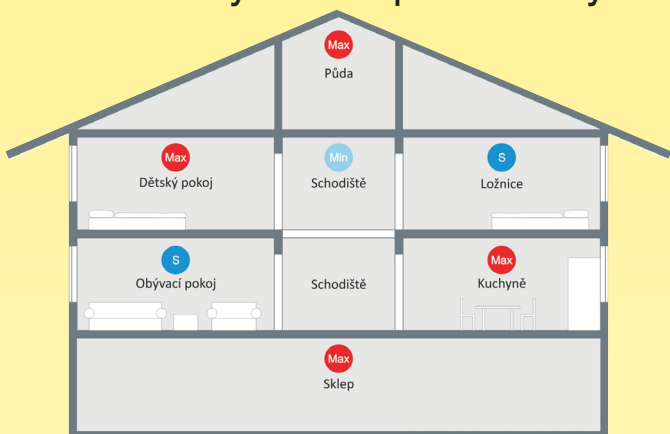 Max
Půda
Max
Dětský pokoj
Min
Schodiště
S
Ložnice
S
Obývací pokoj
Schodiště
Max
Kuchyně
Max
Sklep